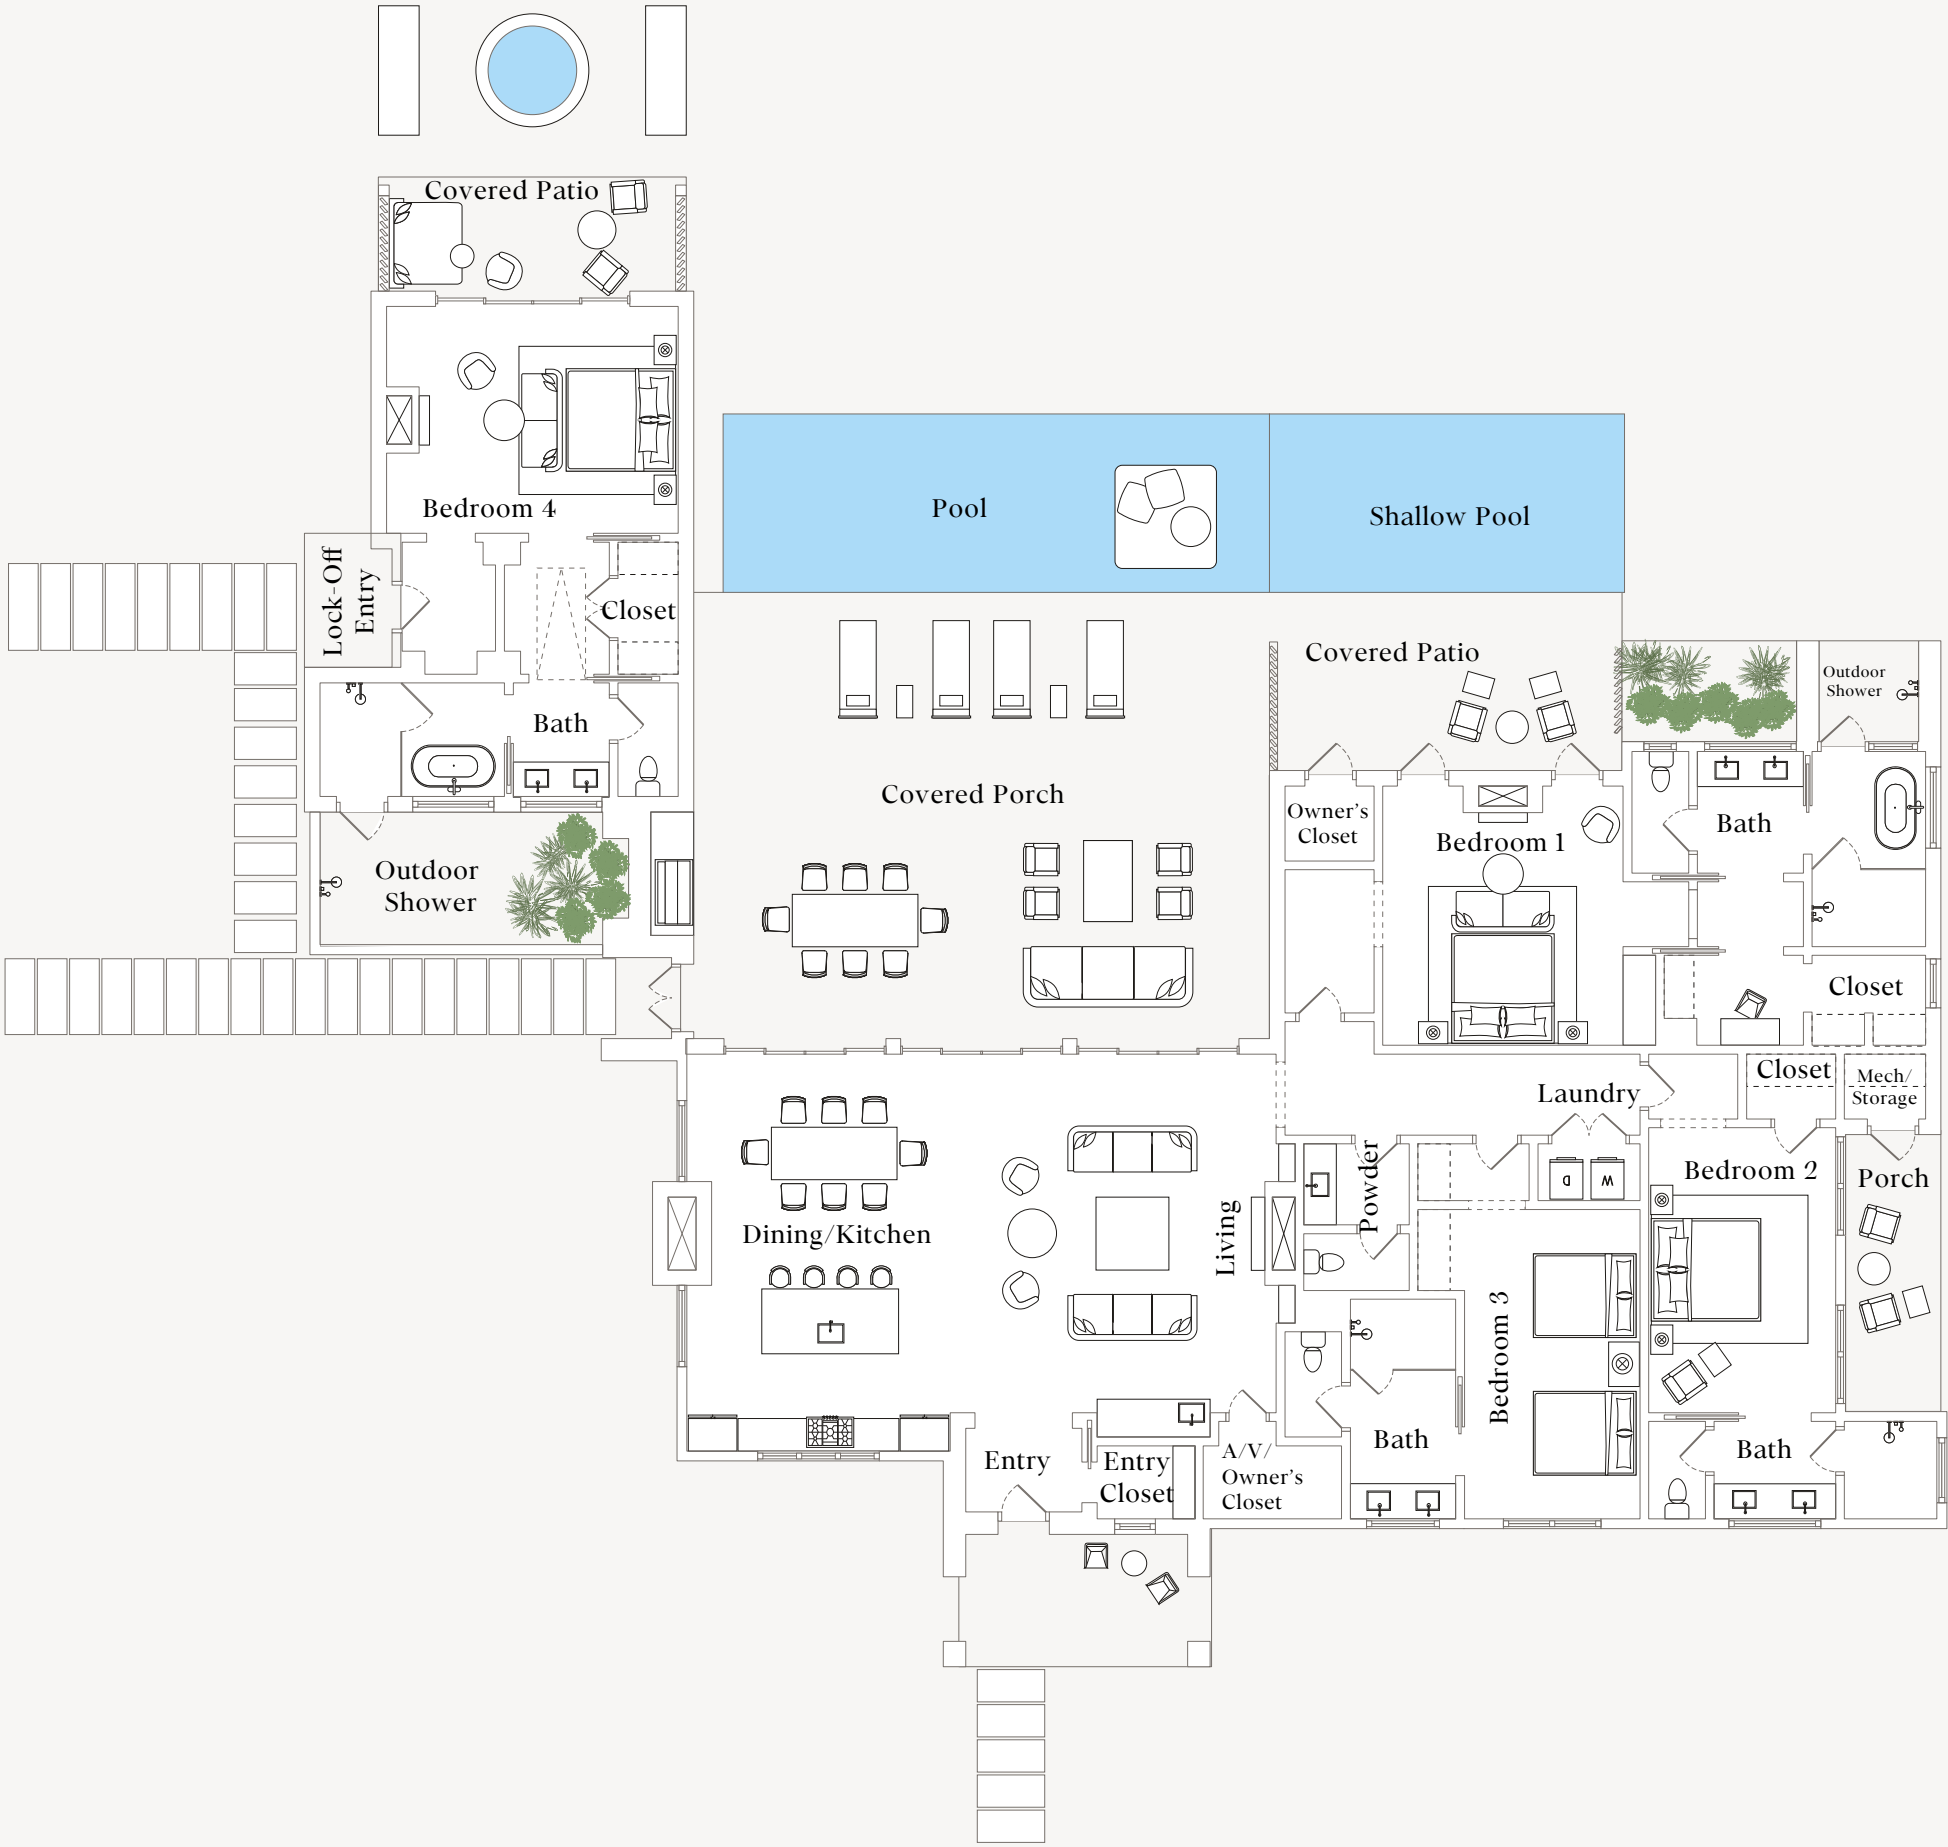 Covered Patio
Bedroom 4
Pool
Shallow Pool
Lock-Off
Entry
Closet
Covered Patio
Outdoor
Shower
Bath
Covered Porch
Owner's
Closet
Bedroom 1
Bath
Outdoor
Shower
Closet
Laundry
Closet
Mech/
Storage
Powder
D
W
Bedroom 2
Porch
Dining/Kitchen
Living
Bedroom 3
Entry
Entry
Closet
A/V/
Owner's
Closet
Bath
Bath